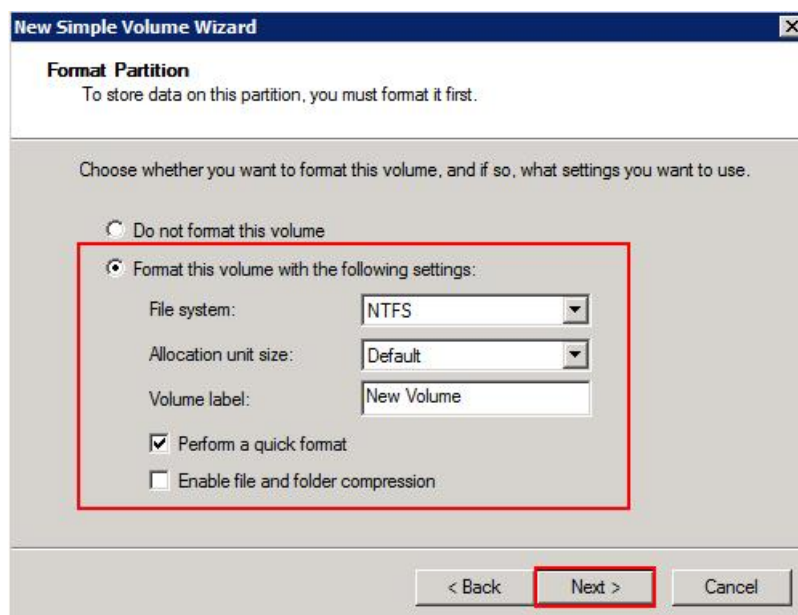 New Simple Volume Wizard
Format Partition
To store data on this partition, you must format it first.
Choose whether you want to format this volume, and if so, what settings you want to use.
Do not format this volume
Format this volume with the following settings:
File system: NTFS
Allocation unit size: Default
Volume label: New Volume
Perform a quick format
Enable file and folder compression
< Back Next > Cancel